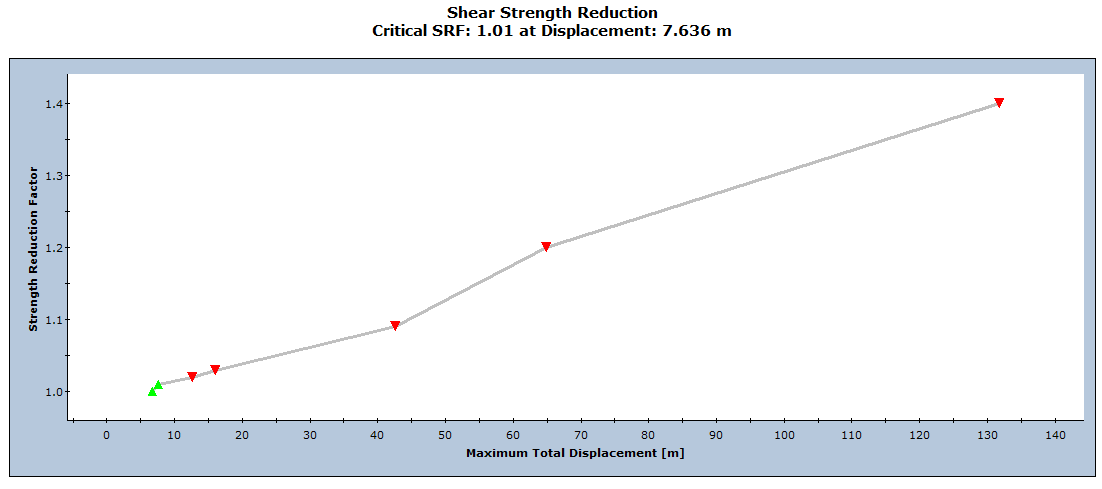 Shear Strength Reduction
Critical SRF: 1.01 at Displacement: 7.636 m
Strength Reduction Factor
1.4
1.3
1.2
1.1
1.0
0 10 20 30 40 50 60 70 80 90 100 110 120 130 140
Maximum Total Displacement [m]